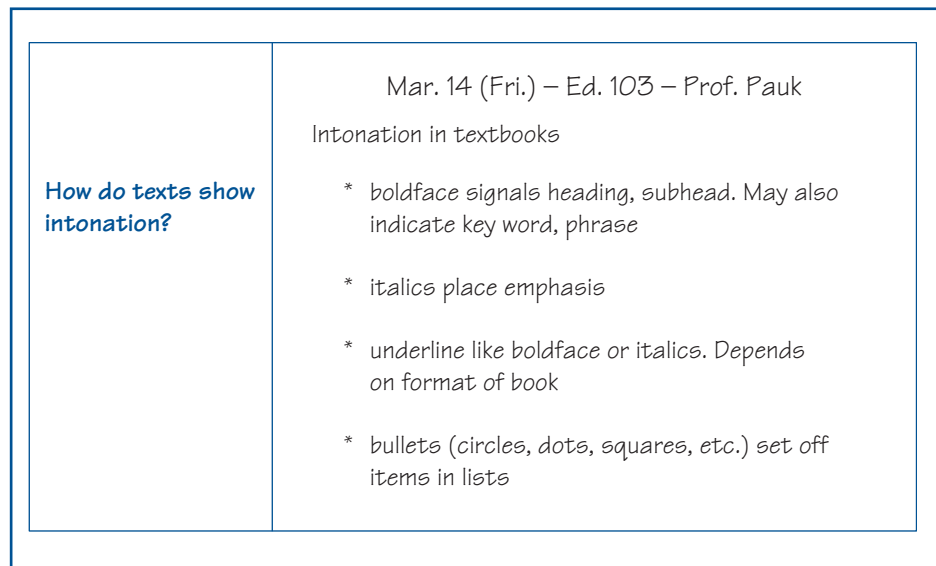 Mar. 14 (Fri.) – Ed. 103 – Prof. Pauk
Intonation in textbooks
How do texts show
intonation?
* boldface signals heading, subhead. May also
indicate key word, phrase
* italics place emphasis
* underline like boldface or italics. Depends
on format of book
* bullets (circles, dots, squares, etc.) set off
items in lists